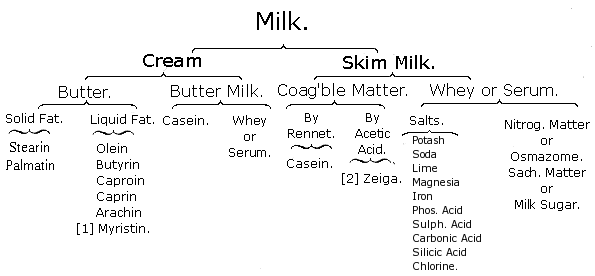 Milk.
Cream
Skim Milk.
Butter.
Butter Milk.
Coag'ble Matter.
Whey or Serum.
Solid Fat.
Stearin
Palmatin
Liquid Fat.
Olein
Butyrin
Caproin
Caprin
Arachin
[1] Myristin.
Casein.
Whey
or
Serum.
By
Rennet.
Casein.
By
Acetic
Acid.
[2] Zeiga.
Salts.
Potash
Soda
Lime
Magnesia
Iron
Phos. Acid
Sulph. Acid
Carbonic Acid
Silicic Acid
Chlorine.
Nitrog. Matter
or
Osmazome.
Sach. Matter
or
Milk Sugar.